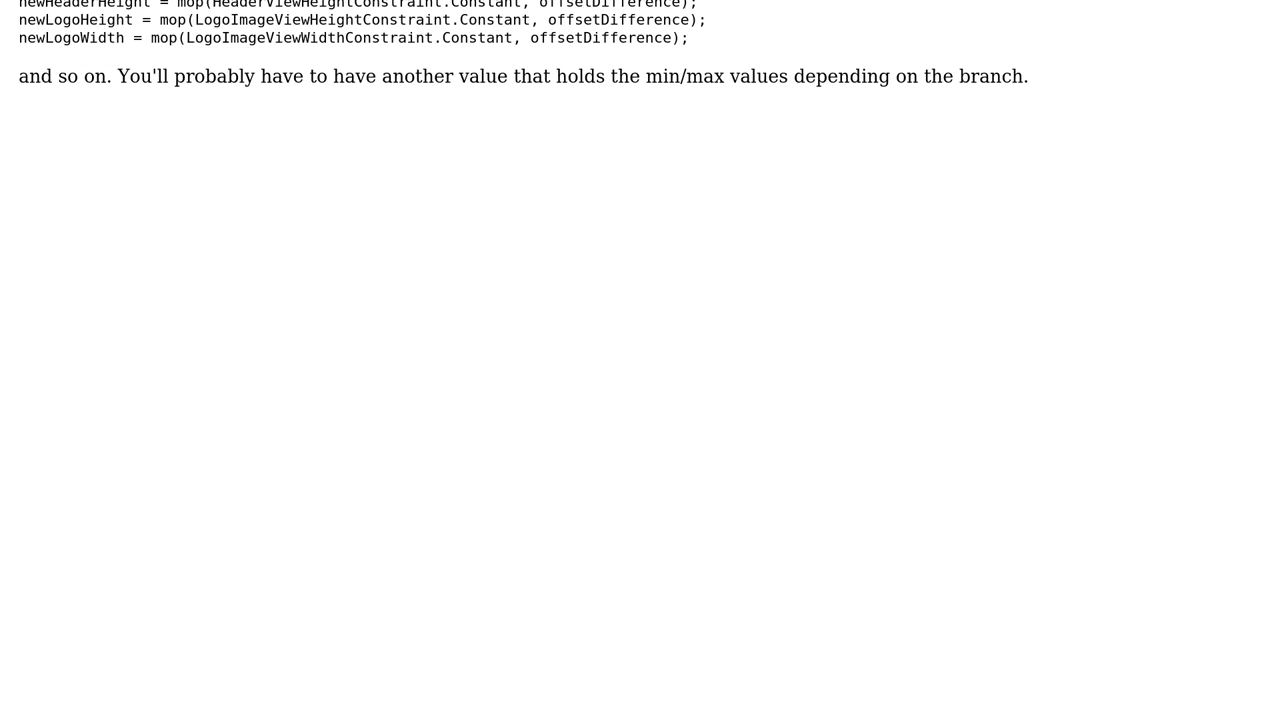 newHeaderHeight = mop(HeaderViewHeightConstraint.Constant, offsetDifference);
newLogoHeight = mop(LogoImageViewHeightConstraint.Constant, offsetDifference);
newLogoWidth = mop(LogoImageViewWidthConstraint.Constant, offsetDifference);
and so on. You'll probably have to have another value that holds the min/max values depending on the branch.